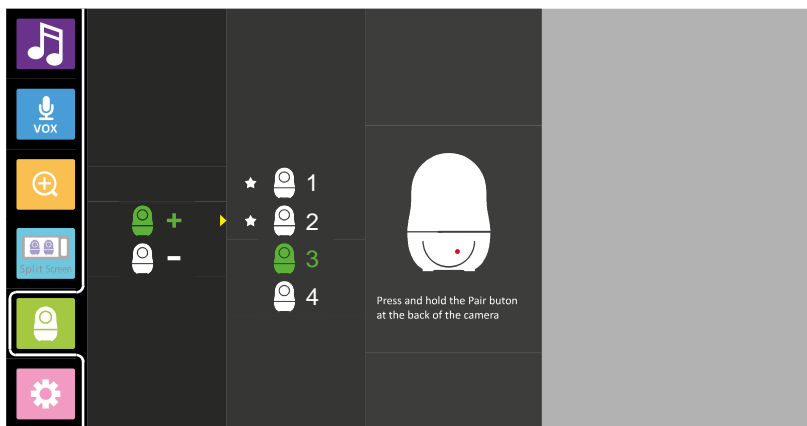 VOX
Split Screen
+
-
1
2
3
4
Press and hold the Pair buton
at the back of the camera